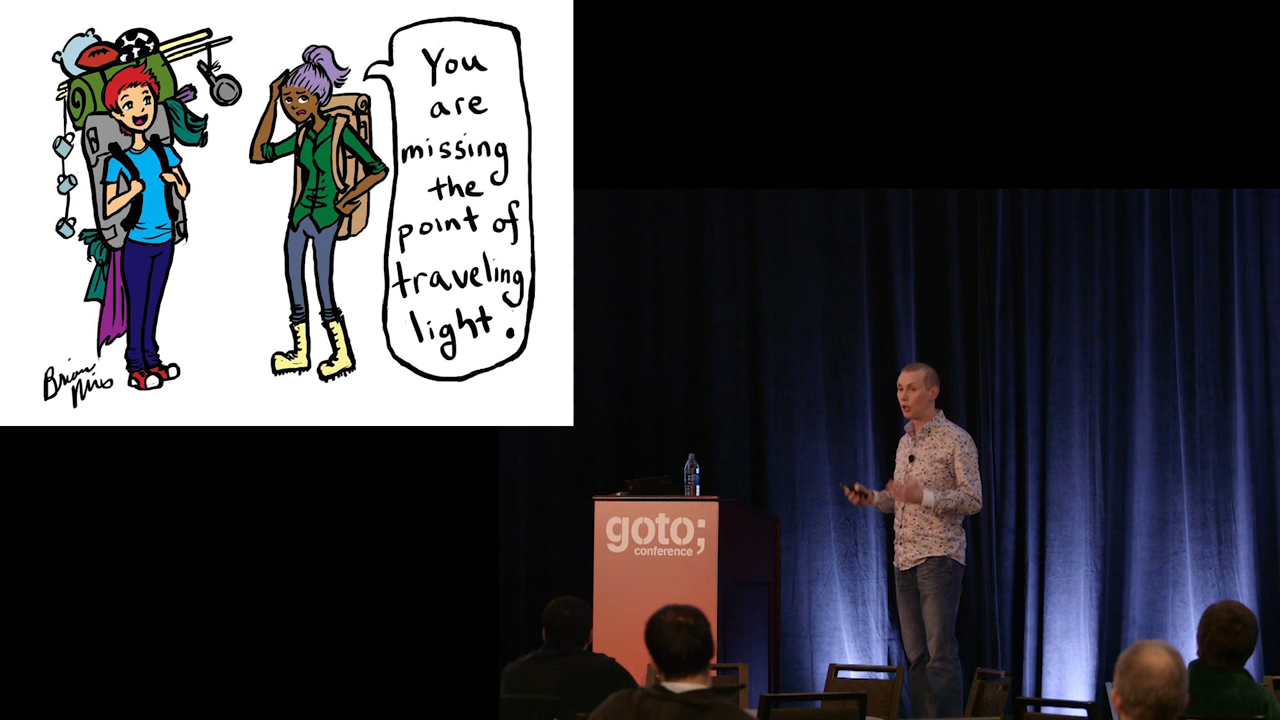 You
are
missing
the
point of
traveling
light.
goto;
conference